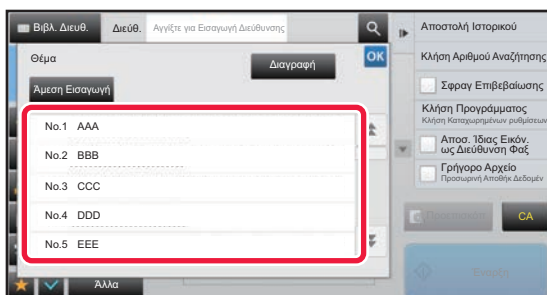 Βιβλ. Διευθ.
Διεύθ.
Αγγίξτε για Εισαγωγή Διεύθυνσης
Αποστολή Ιστορικού
Θέμα
Διαγραφή
OK
Κλήση Αριθμού Αναζήτησης
Άμεση Εισαγωγή
Σφραγ Επιβεβαίωσης
Κλήση Προγράμματος
Κλήση Καταχωρημένων ρυθμίσεων
No.1 AAA
No.2 BBB
Αποσ. Ίδιας Εικόν.
ως Διεύθυνση Φαξ
No.3 CCC
Γρήγορο Αρχείο
Προσωρινή Αποθήκ Δεδομέν
No.4 DDD
CA
No.5 EEE
Άλλα
Έναρξη